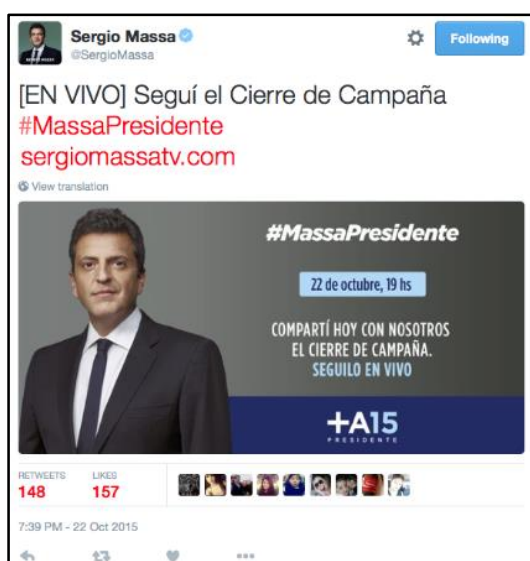 Sergio Massa
@SergioMassa
Following
[EN VIVO] Seguí el Cierre de Campaña
#MassaPresidente
sergiomassatv.com
View translation
#MassaPresidente
22 de octubre, 19 hs
COMPARTÍ HOY CON NOSOTROS
EL CIERRE DE CAMPAÑA.
SEGUILO EN VIVO
+A15
PRESIDENTE
RETWEETS LIKES
148 157
7:39 PM - 22 Oct 2015